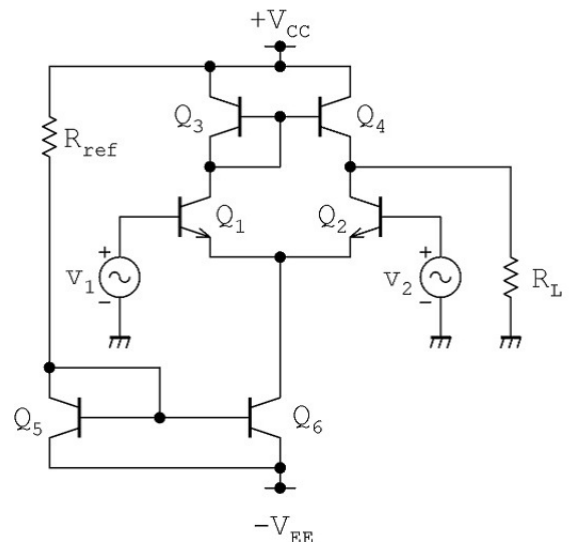 +V_CC
Q_3
Q_4
R_ref
Q_1
Q_2
v_1
v_2
R_L
Q_5
Q_6
-V_EE